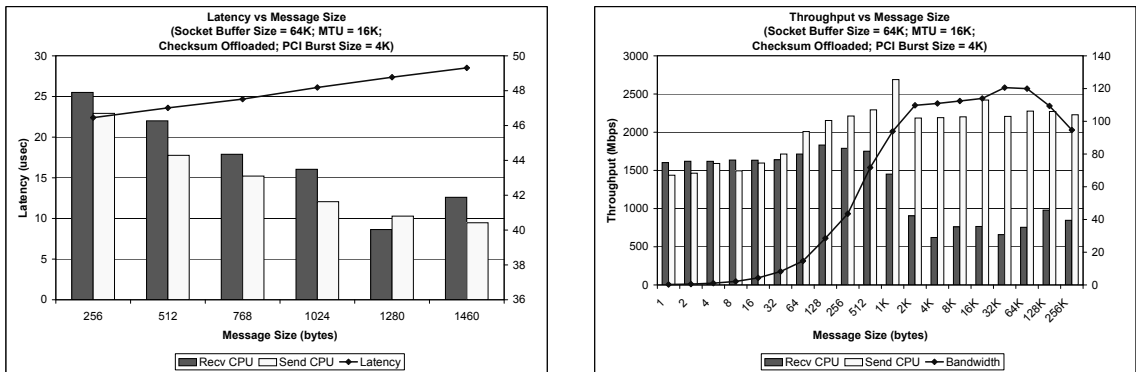 Latency vs Message Size
(Socket Buffer Size = 64K; MTU = 16K;
Checksum Offloaded; PCI Burst Size = 4K)
30
25
20
15
10
5
0
Latency (usec)
50
48
46
44
42
40
38
36
256 512 768 1024 1280 1460
Message Size (bytes)
Recv CPU Send CPU Latency
Throughput vs Message Size
(Socket Buffer Size = 64K; MTU = 16K;
Checksum Offloaded; PCI Burst Size = 4K)
3000
2500
2000
1500
1000
500
0
Throughput (Mbps)
140
120
100
80
60
40
20
0
1 2 4 8 16 32 64 128 256 512 1K 2K 4K 8K 16K 32K 64K 128K 256K
Message Size (bytes)
Recv CPU Send CPU Bandwidth